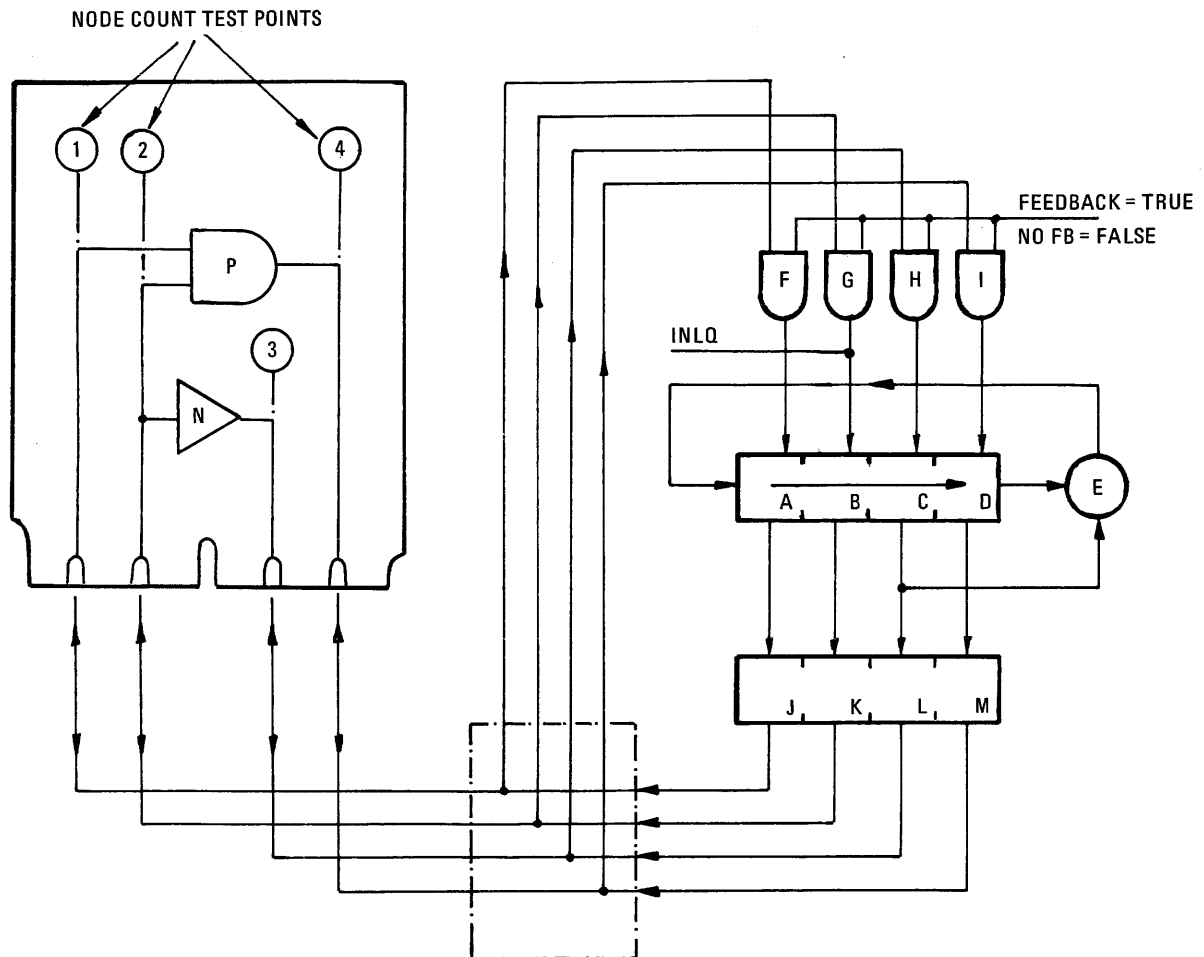 NODE COUNT TEST POINTS
1 2 4
P
3
N
FEEDBACK = TRUE
NO FB = FALSE
F G H I
INLQ
A B C D
E
J K L M